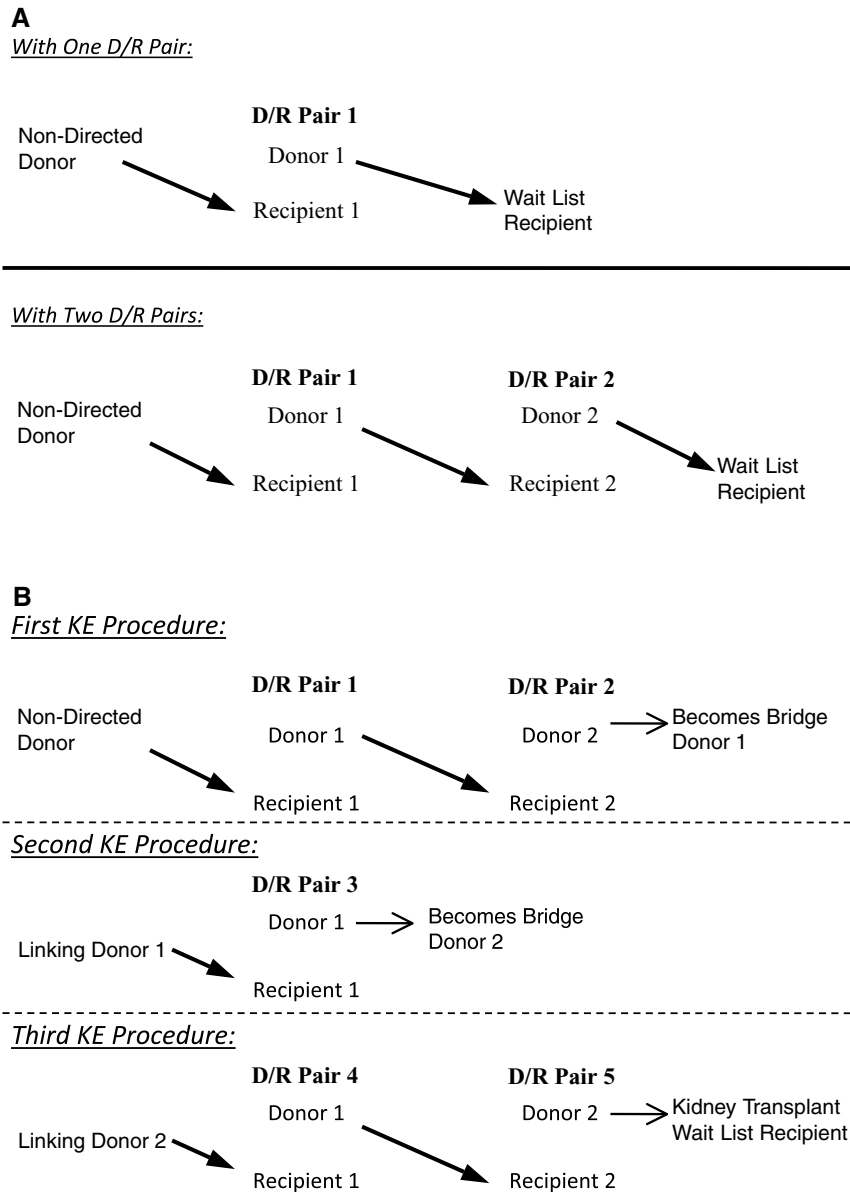 A
With One D/R Pair:
D/R Pair 1
Non-Directed
Donor
Donor 1
Recipient 1
Wait List
Recipient
With Two D/R Pairs:
D/R Pair 1
D/R Pair 2
Non-Directed
Donor
Donor 1
Donor 2
Recipient 1
Recipient 2
Wait List
Recipient
B
First KE Procedure:
D/R Pair 1
D/R Pair 2
Non-Directed
Donor
Donor 1
Donor 2
Becomes Bridge
Donor 1
Recipient 1
Recipient 2
Second KE Procedure:
D/R Pair 3
Donor 1
Becomes Bridge
Donor 2
Linking Donor 1
Recipient 1
Third KE Procedure:
D/R Pair 4
D/R Pair 5
Donor 1
Donor 2
Kidney Transplant
Wait List Recipient
Linking Donor 2
Recipient 1
Recipient 2